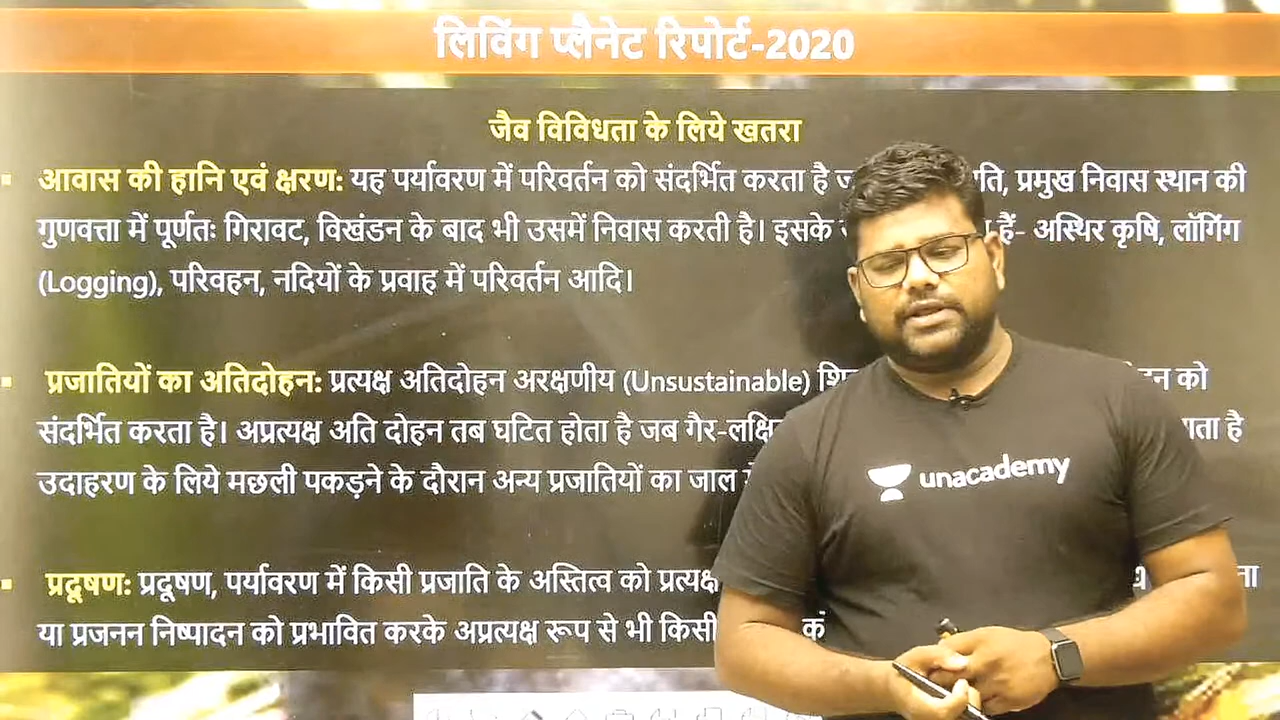 लिविंग प्लैनेट रिपोर्ट-2020
जैव विविधता के लिये खतरा
आवास की हानि एवं क्षरण: यह पर्यावरण में परिवर्तन को संदर्भित करता है प्रमुख निवास स्थान की
गुणवत्ता में पूर्णतः गिरावट, विखंडन के बाद भी उसमें निवास करती है। इसके हैं- अस्थिर कृषि, लॉगिंग
(Logging), परिवहन, नदियों के प्रवाह में परिवर्तन आदि।
प्रजातियों का अतिदोहन: प्रत्यक्ष अतिदोहन अरक्षणीय (Unsustainable) को
संदर्भित करता है। अप्रत्यक्ष अति दोहन तब घटित होता है जब है
उदाहरण के लिये मछली पकड़ने के दौरान अन्य प्रजातियों का जाल
प्रदूषण: प्रदूषण, पर्यावरण में किसी प्रजाति के अस्तित्व को
या प्रजनन निष्पादन को प्रभावित करके अप्रत्यक्ष रूप से भी किसी
unacademy